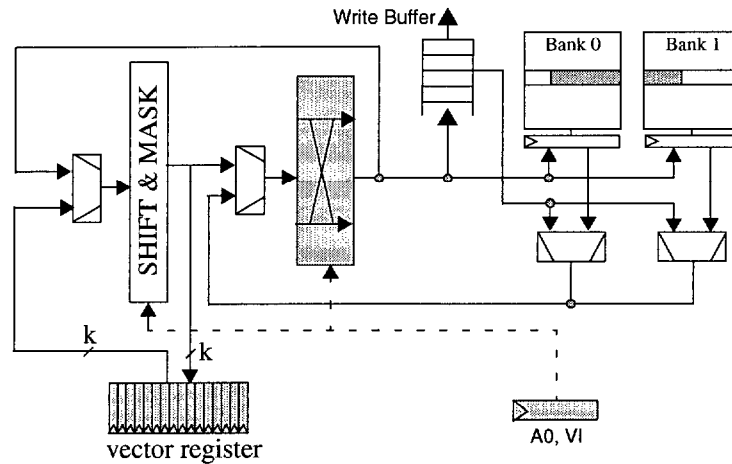 Write Buffer
Bank 0
Bank 1
SHIFT & MASK
k
k
vector register
A0, VI